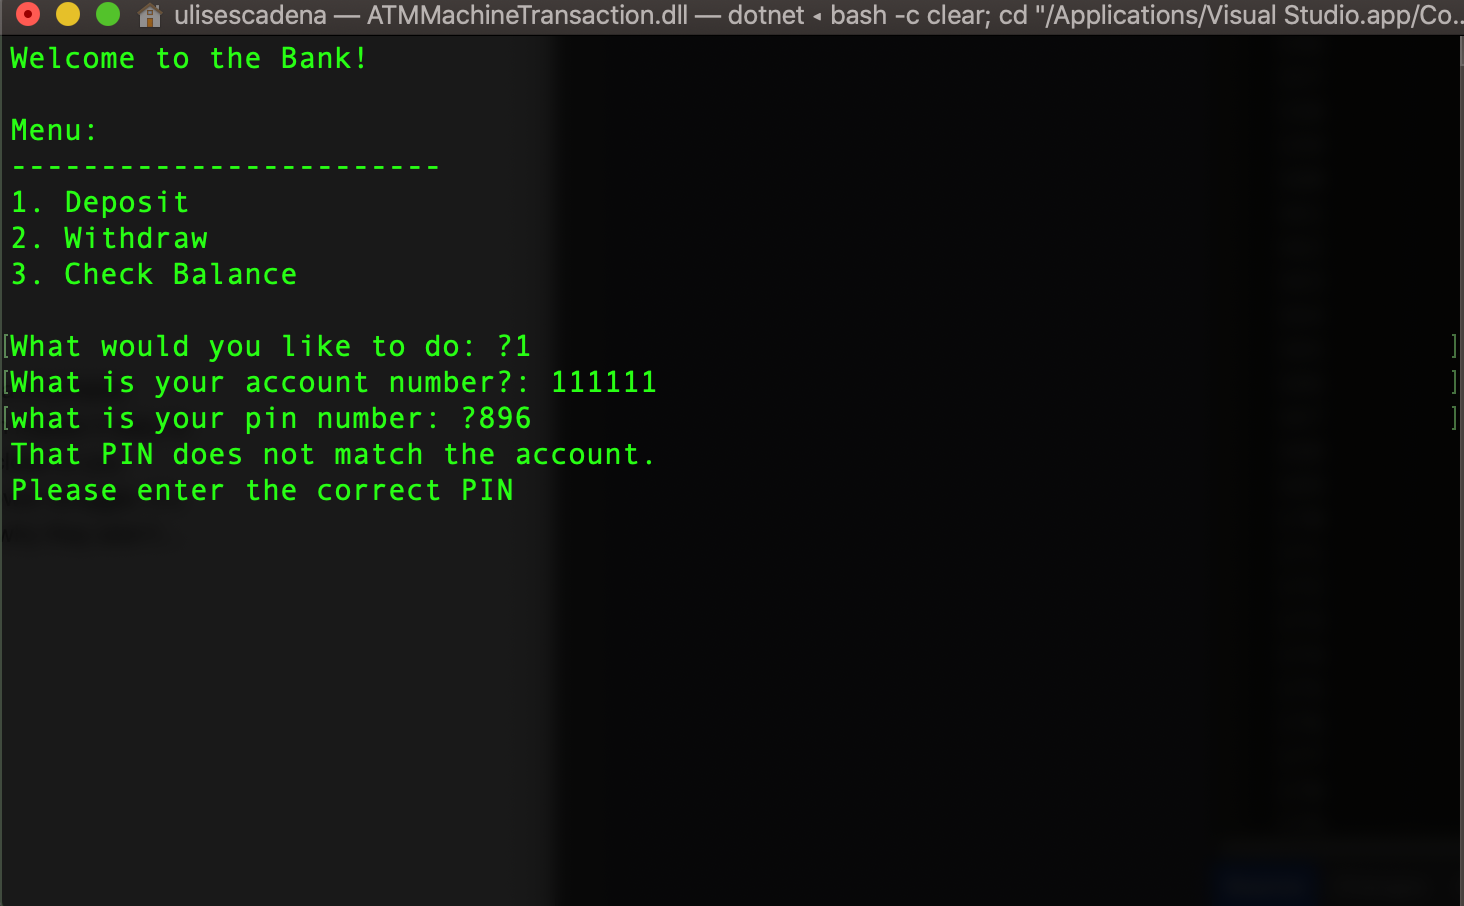 ulisescadena — ATMMachineTransaction.dll — dotnet ◂ bash -c clear; cd "/Applications/Visual Studio.app/Co...
Welcome to the Bank!
Menu:
------------------------
1. Deposit
2. Withdraw
3. Check Balance
[What would you like to do: ?1 ]
[What is your account number?: 111111 ]
[what is your pin number: ?896 ]
That PIN does not match the account.
Please enter the correct PIN